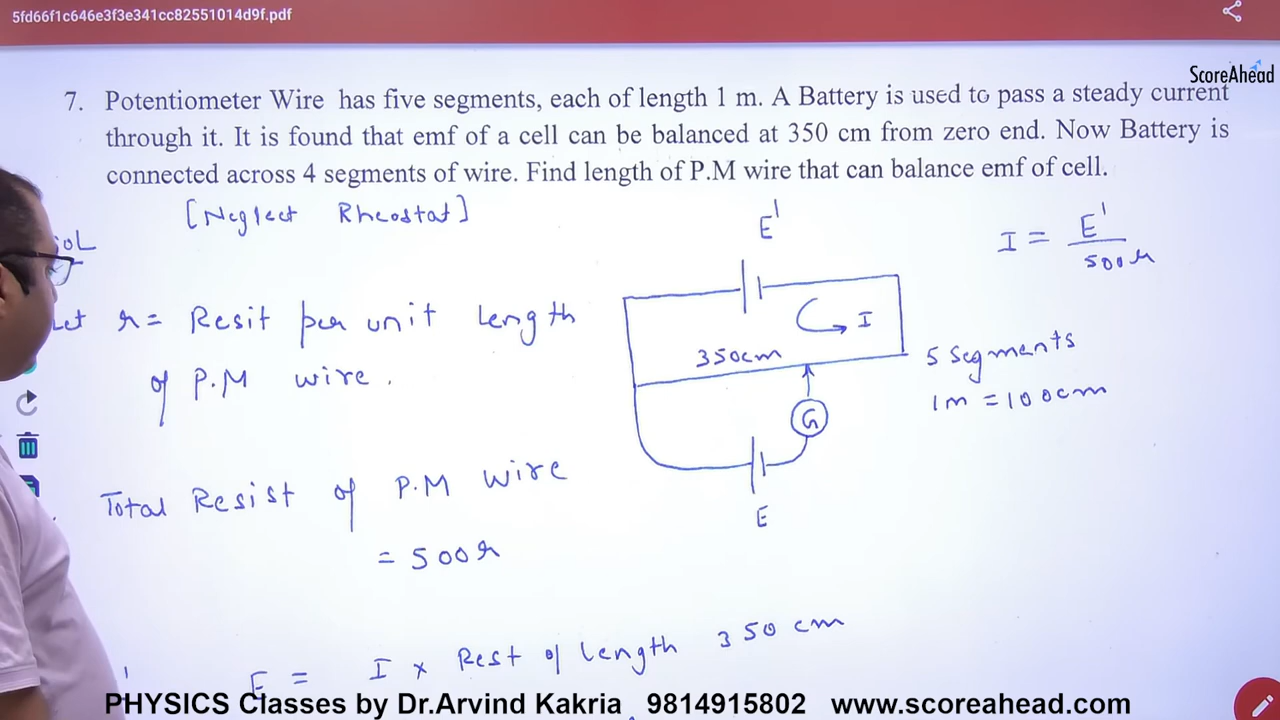 5fd66f1c646e3f3e341cc82551014d9f.pdf
ScoreAhead
7. Potentiometer Wire has five segments, each of length 1 m. A Battery is used to pass a steady current
through it. It is found that emf of a cell can be balanced at 350 cm from zero end. Now Battery is
connected across 4 segments of wire. Find length of P.M wire that can balance emf of cell.
[Neglect Rheostat]
E'
I = E' / 500r
r = Resit per unit length
of P.M wire.
I
350cm
5 segments
1m = 100cm
G
E
Total Resist of P.M wire
= 500r
E = I × Rest of length 350 cm
PHYSICS Classes by Dr.Arvind Kakria 9814915802 www.scoreahead.com